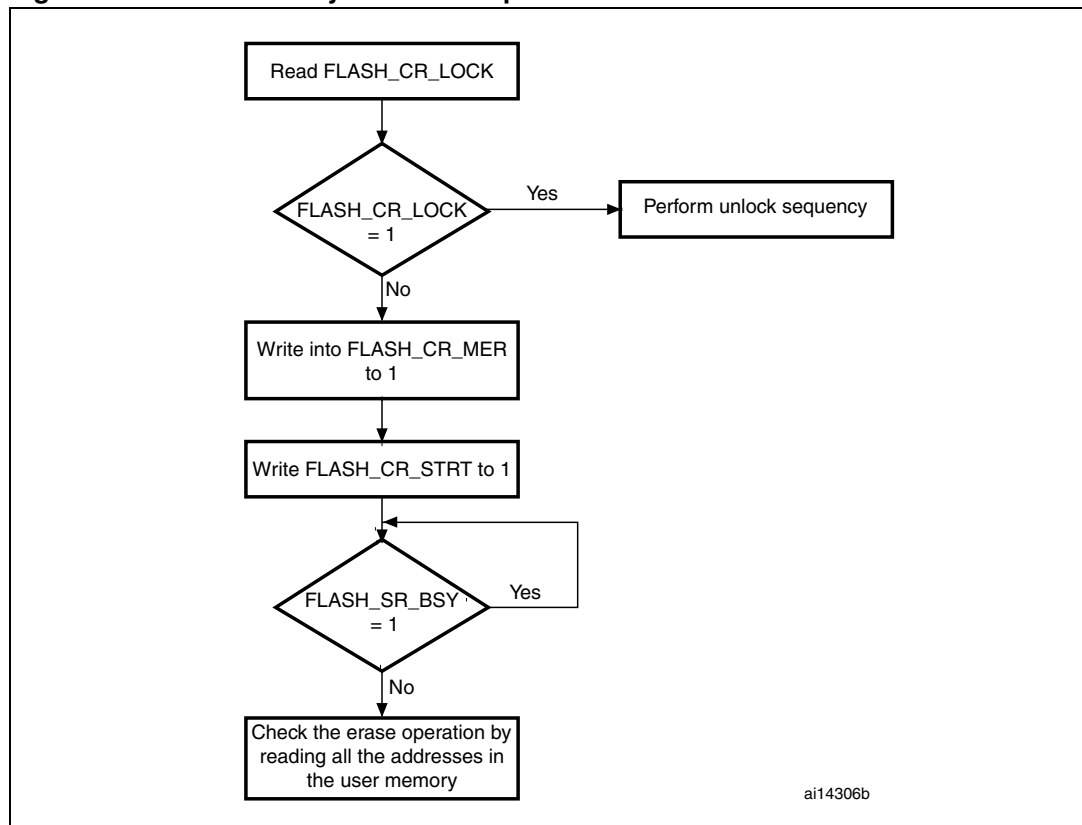 Read FLASH_CR_LOCK
FLASH_CR_LOCK
= 1
Yes
Perform unlock sequency
No
Write into FLASH_CR_MER
to 1
Write FLASH_CR_STRT to 1
FLASH_SR_BSY
= 1
Yes
No
Check the erase operation by
reading all the addresses in
the user memory
ai14306b